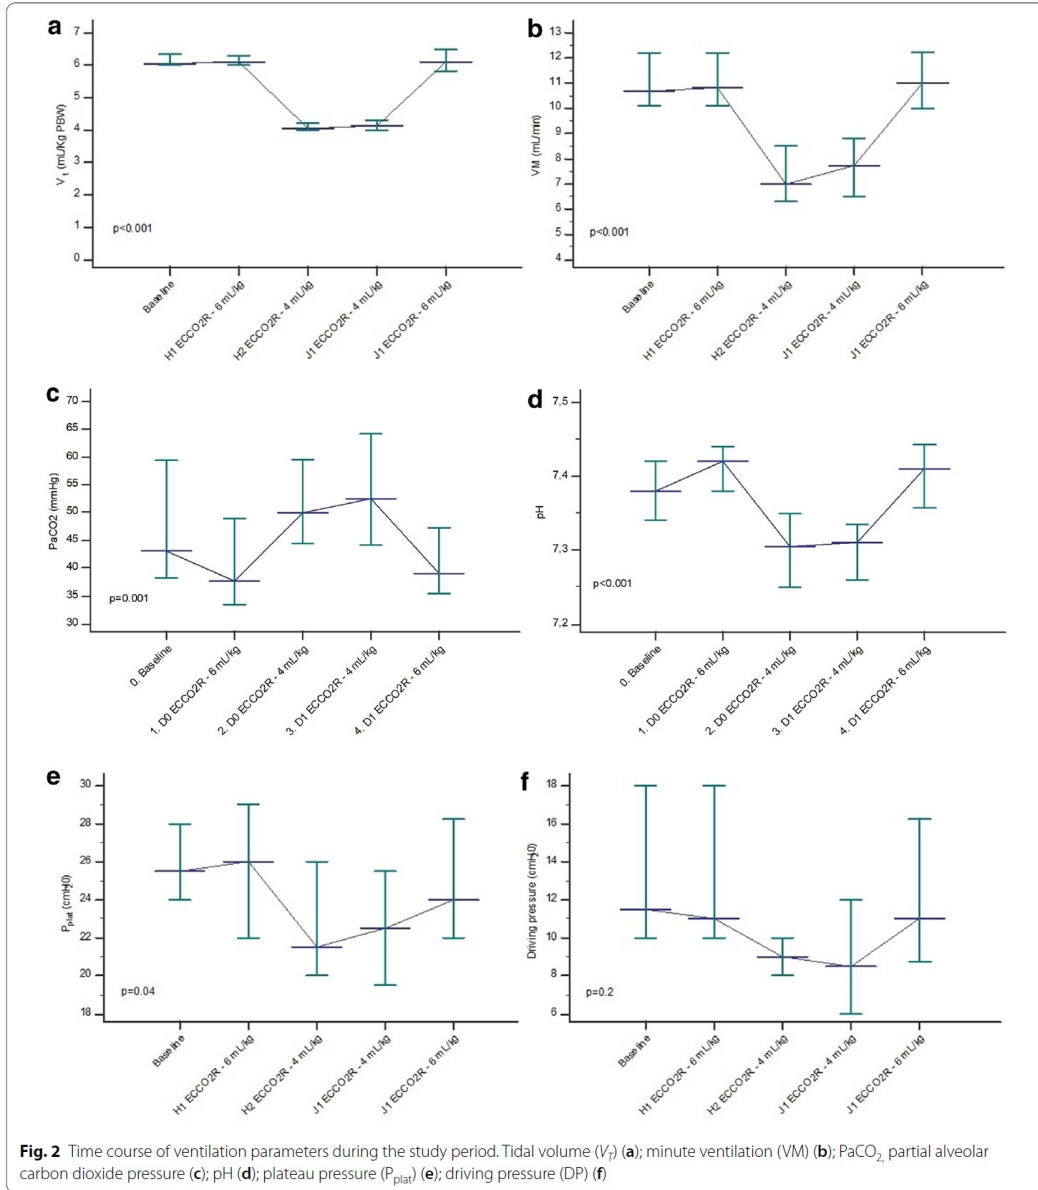 a
V t (mL/Kg PBW)
7
6
5
4
3
2
1
0
p<0.001
Baseline
H1 ECCO2R - 6 mL/kg
H2 ECCO2R - 4 mL/kg
J1 ECCO2R - 4 mL/kg
J1 ECCO2R - 6 mL/kg
b
VM (mL/min)
13
12
11
10
9
8
7
6
5
4
p<0.001
Baseline
H1 ECCO2R - 6 mL/kg
H2 ECCO2R - 4 mL/kg
J1 ECCO2R - 4 mL/kg
J1 ECCO2R - 6 mL/kg
c
PaCO2 (mmHg)
70
65
60
55
50
45
40
35
30
p=0.001
0. Baseline
1. D0 ECCO2R - 6 mL/kg
2. D0 ECCO2R - 4 mL/kg
3. D1 ECCO2R - 4 mL/kg
4. D1 ECCO2R - 6 mL/kg
d
pH
7,5
7,4
7,3
7,2
p<0.001
0. Baseline
1. D0 ECCO2R - 6 mL/kg
2. D0 ECCO2R - 4 mL/kg
3. D1 ECCO2R - 4 mL/kg
4. D1 ECCO2R - 6 mL/kg
e
Pplat (cmH20)
30
28
26
24
22
20
18
p=0.04
Baseline
H1 ECCO2R - 6 mL/kg
H2 ECCO2R - 4 mL/kg
J1 ECCO2R - 4 mL/kg
J1 ECCO2R - 6 mL/kg
f
Driving pressure (cmH20)
18
16
14
12
10
8
6
p=0.2
Baseline
H1 ECCO2R - 6 mL/kg
H2 ECCO2R - 4 mL/kg
J1 ECCO2R - 4 mL/kg
J1 ECCO2R - 6 mL/kg
Fig. 2 Time course of ventilation parameters during the study period. Tidal volume (VT) (a); minute ventilation (VM) (b); PaCO2, partial alveolar
carbon dioxide pressure (c); pH (d); plateau pressure (Pplat) (e); driving pressure (DP) (f)